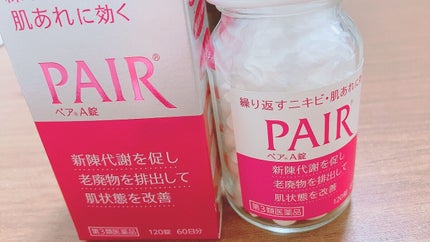 肌あれに効く
PAIR®
ペア® A錠
新陳代謝を促し
老廃物を排出して
肌状態を改善
第3類医薬品
120錠 60日分
繰り返すニキビ・肌あれに
PAIR®
ペア® A錠
新陳代謝を促し
老廃物を排出して
肌状態を改善
第3類医薬品
120錠